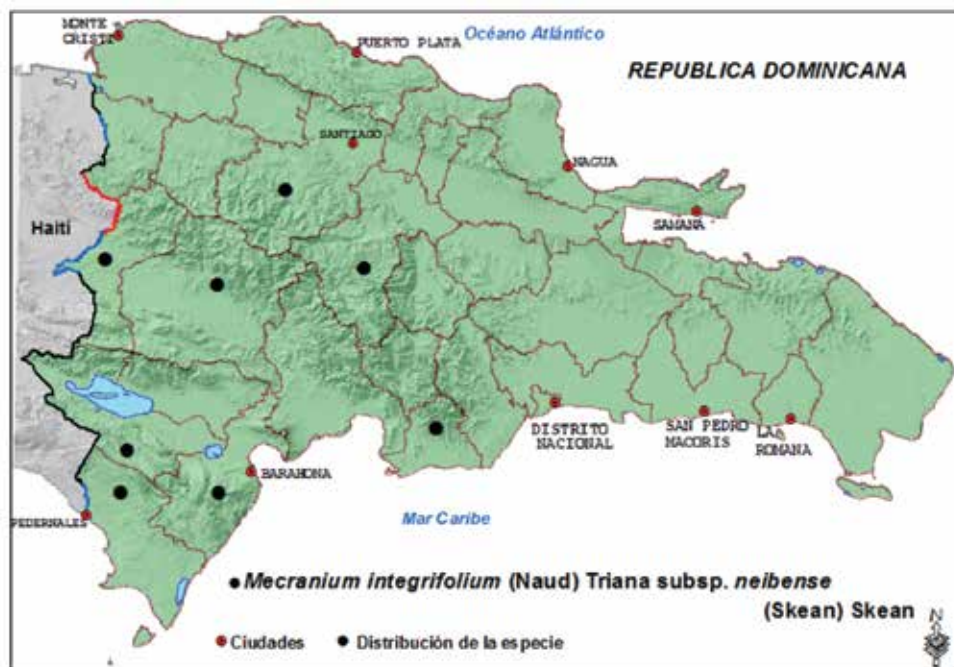 MONTE
CRISTI
PUERTO PLATA
Océano Atlántico
REPUBLICA DOMINICANA
SANTIAGO
NAGUA
SAMANA
Haití
DISTRITO
NACIONAL
SAN PEDRO
MACORIS
LA
ROMANA
BARAHONA
PEDERNALES
Mar Caribe
Mecranium integrifolium (Naud) Triana subsp. neibense
(Skean) Skean
Ciudades
Distribución de la especie
N